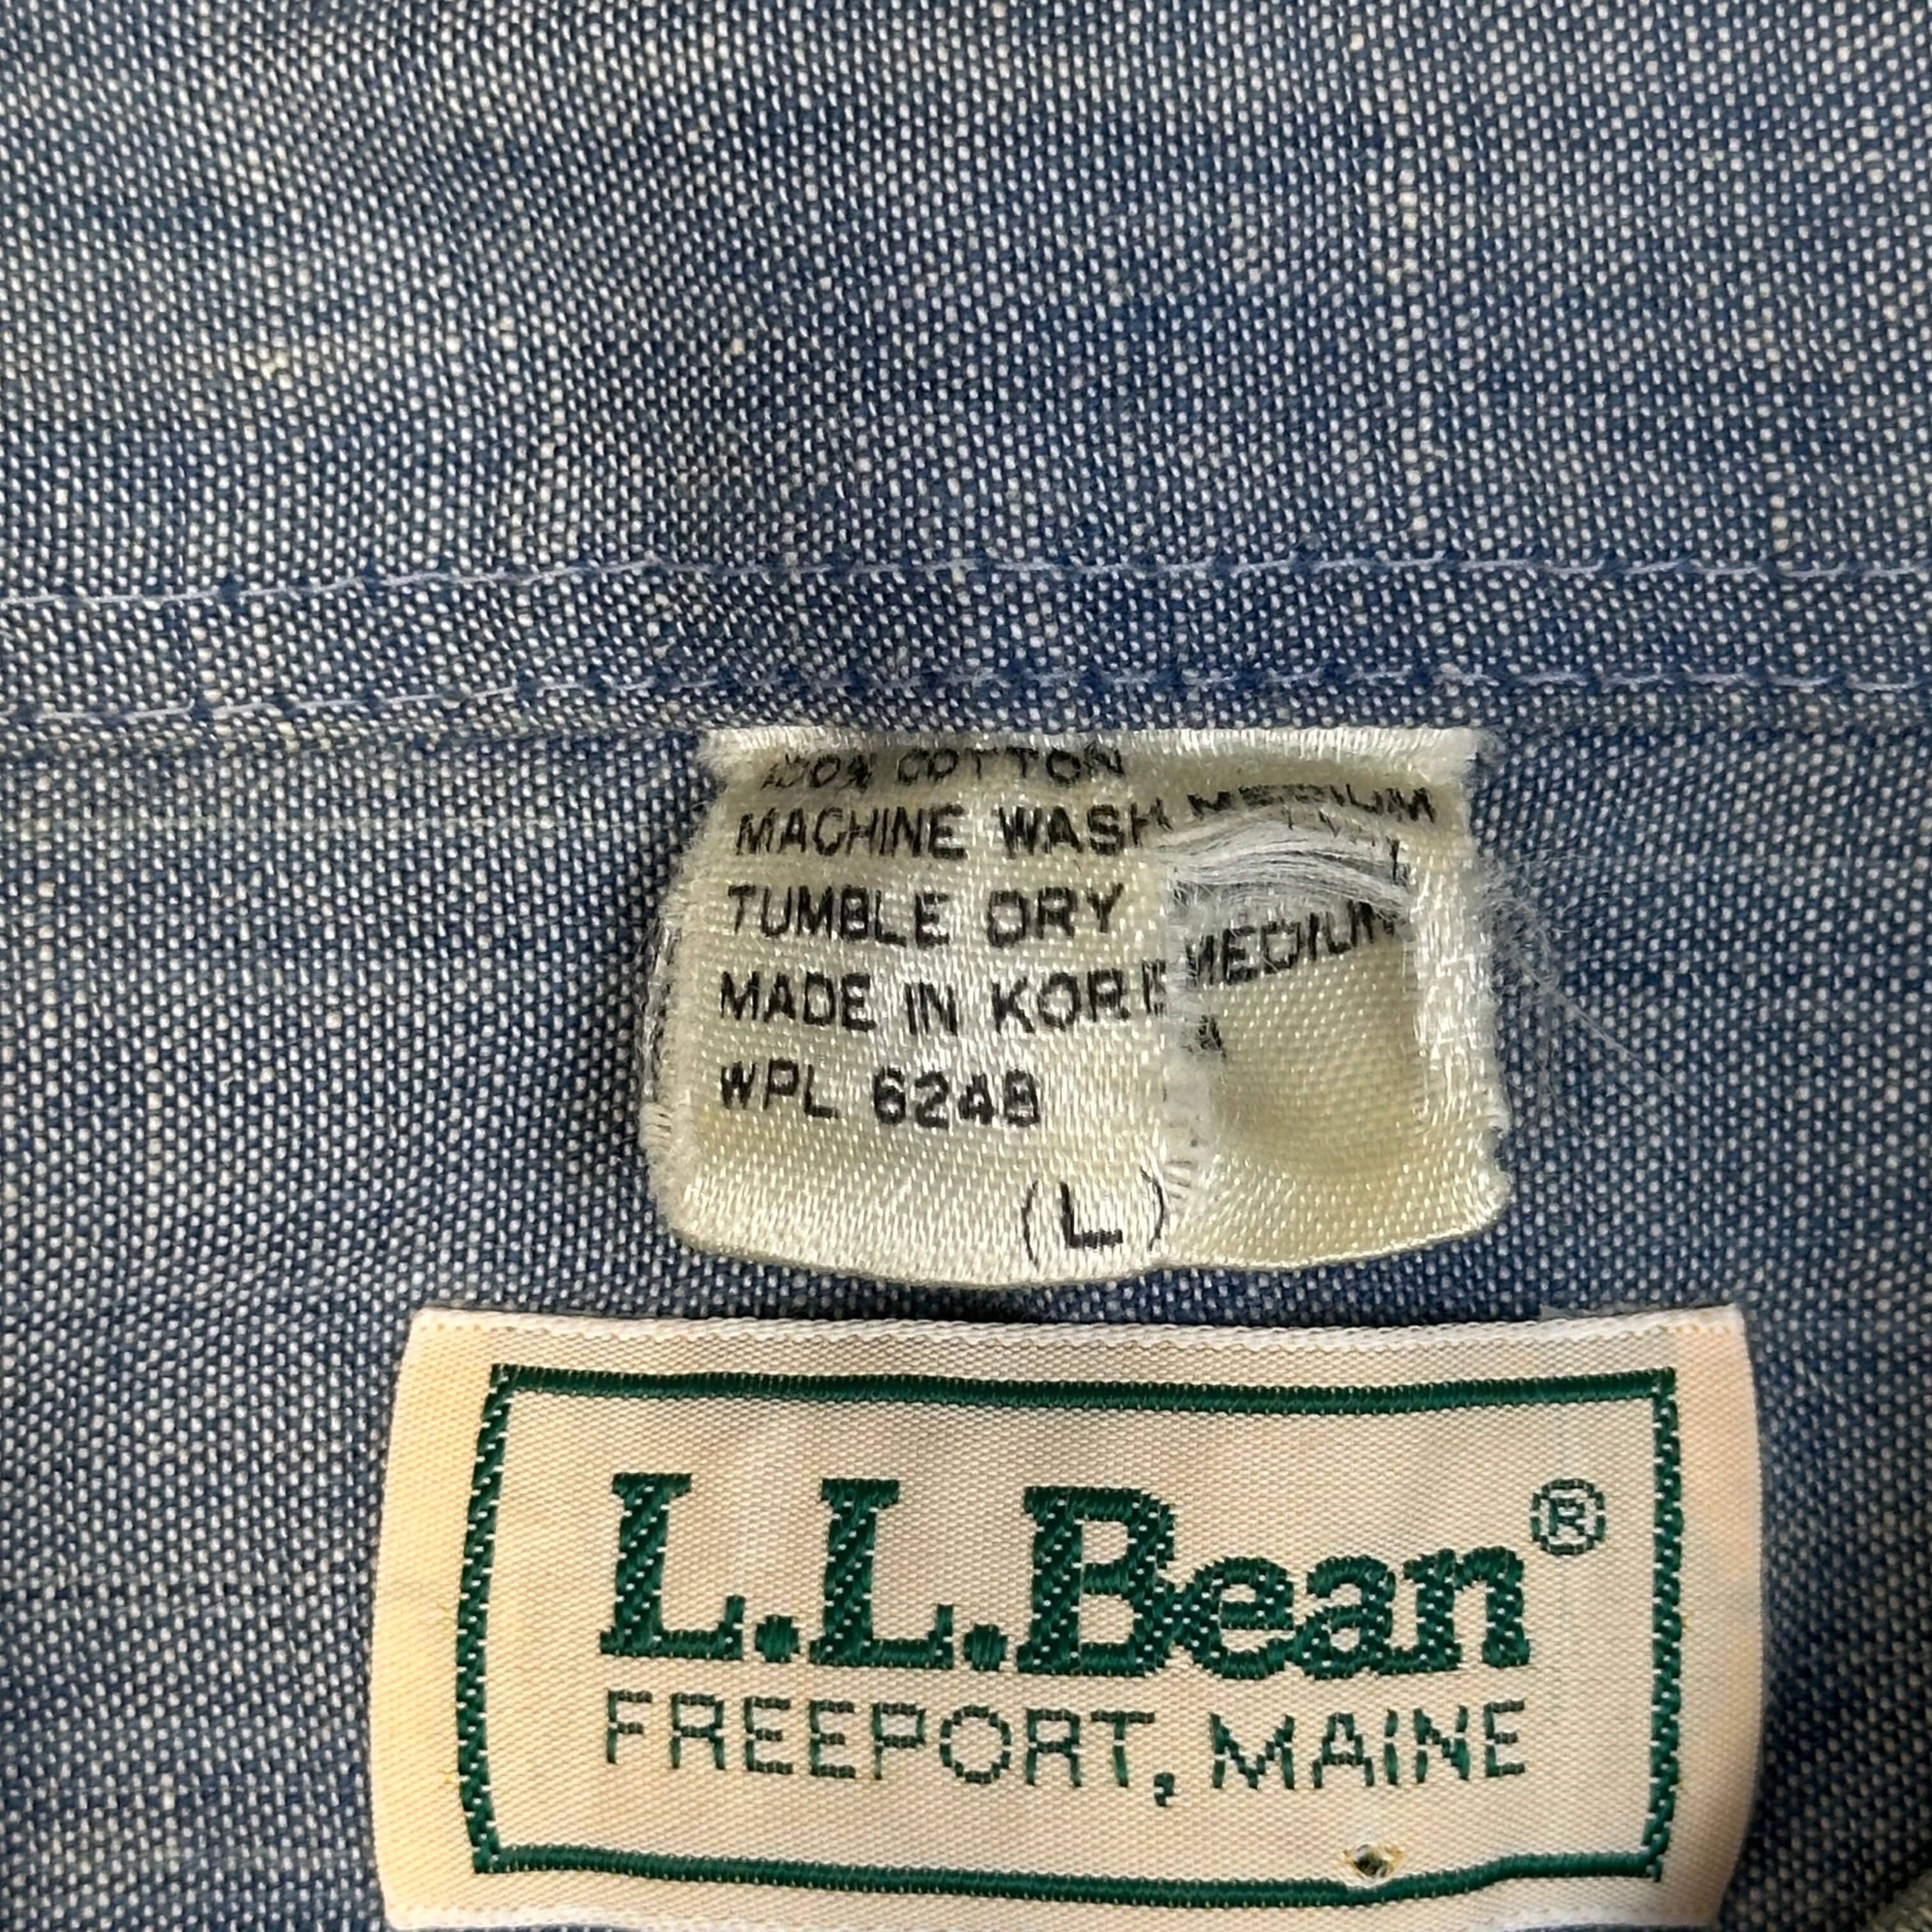 100% COTTON
MACHINE WASH MEDIUM
TUMBLE DRY MEDIUM
MADE IN KOREA
WPL 6248
(L)
L.L.Bean®
FREEPORT, MAINE